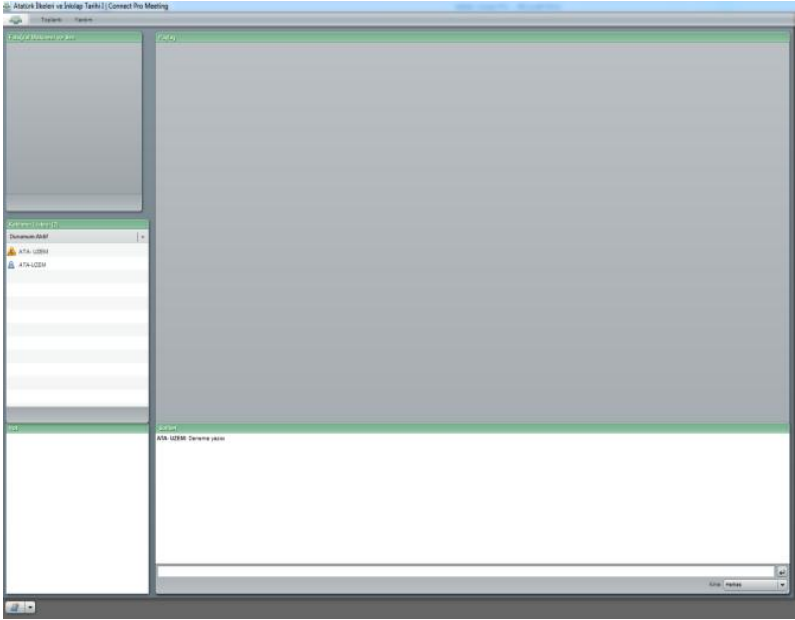 Atatürk İlkeleri ve İnkılap Tarihi I | Connect Pro Meeting
Toplantı Yardım
Paylaş
Durumum Aktif
ATA- UZEM
ATA-UZEM
Not
Sohbet
ATA- UZEM: Deneme yazısı
Kime: Herkes